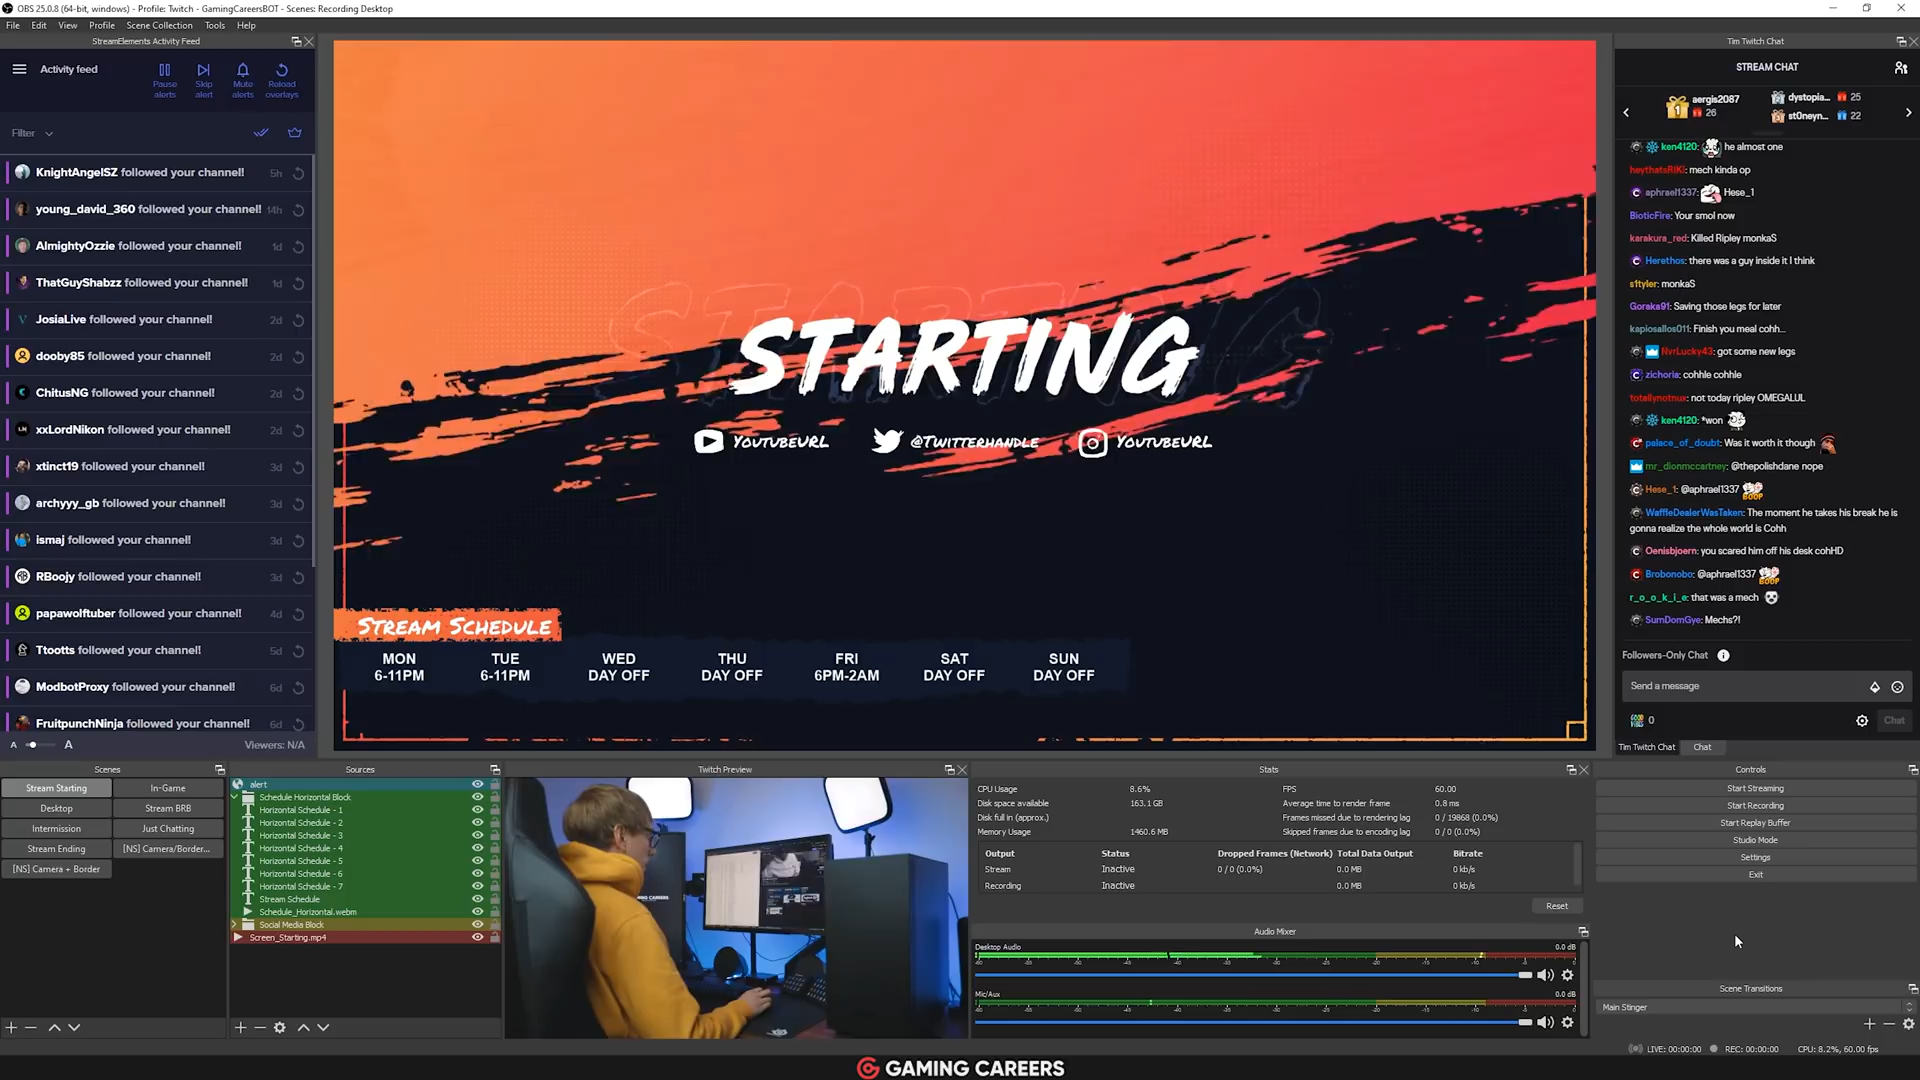 OBS 25.0.8 (64-bit, windows) - Profile: Twitch - GamingCareersBOT - Scenes: Recording Desktop
File Edit View Profile Scene Collection Tools Help
StreamElements Activity Feed
Activity feed
Pause alerts
Skip alert
Mute alerts
Reload overlays
Filter
KnightAngelSZ followed your channel! 5h
young_david_360 followed your channel! 14h
AlmightyOzzie followed your channel! 1d
ThatGuyShabzz followed your channel! 1d
JosiaLive followed your channel! 2d
dooby85 followed your channel! 2d
ChitusNG followed your channel! 2d
xxLordNikon followed your channel! 2d
xtinct19 followed your channel! 3d
archyyy_gb followed your channel! 3d
ismaj followed your channel! 3d
RBoojy followed your channel! 3d
papawolftuber followed your channel! 4d
Ttootts followed your channel! 5d
ModbotProxy followed your channel! 6d
FruitpunchNinja followed your channel! 6d
A A Viewers: N/A
STARTING
STARTING
YoutubeURL @Twitterhandle YoutubeURL
Stream Schedule
MON TUE WED THU FRI SAT SUN
6-11PM 6-11PM DAY OFF DAY OFF 6PM-2AM DAY OFF DAY OFF
Tim Twitch Chat
STREAM CHAT
aergis2087 26
dystopia... 25
st0neyn... 22
ken4120: he almost one
heythatsRIKI: mech kinda op
aphrael1337: Hese_1
BioticFire: Your smol now
karakura_red: Killed Ripley monkaS
Herethos: there was a guy inside it I think
s1tyler: monkaS
Goraka91: Saving those legs for later
kapiosallos011: Finish you meal cohh...
NvrLucky43: got some new legs
zichoria: cohhle cohhle
totallynotnux: not today ripley OMEGALUL
ken4120: *won
palace_of_doubt: Was it worth it though
mr_dionmccartney: @thepolishdane nope
Hese_1: @aphrael1337 BOOP
WaffleDealerWasTaken: The moment he takes his break he is
gonna realize the whole world is Cohh
Oenisbjoern: you scared him off his desk cohHD
Brobonobo: @aphrael1337 BOOP
r_o_o_k_i_e: that was a mech
SumDomGye: Mechs?!
Followers-Only Chat
Send a message
0 Chat
Tim Twitch Chat Chat
Scenes
Stream Starting In-Game
Desktop Stream BRB
Intermission Just Chatting
Stream Ending [NS] Camera/Border...
[NS] Camera + Border
Sources
alert
Schedule Horizontal Block
Horizontal Schedule - 1
Horizontal Schedule - 2
Horizontal Schedule - 3
Horizontal Schedule - 4
Horizontal Schedule - 5
Horizontal Schedule - 6
Horizontal Schedule - 7
Stream Schedule
Schedule_Horizontal.webm
Social Media Block
Screen_Starting.mp4
Twitch Preview
Stats
CPU Usage 8.6% FPS 60.00
Disk space available 163.1 GB Average time to render frame 0.8 ms
Disk full in (approx.) Frames missed due to rendering lag 0 / 19868 (0.0%)
Memory Usage 1460.6 MB Skipped frames due to encoding lag 0 / 0 (0.0%)
Output Status Dropped Frames (Network) Total Data Output Bitrate
Stream Inactive 0 / 0 (0.0%) 0.0 MB 0 kb/s
Recording Inactive 0.0 MB 0 kb/s
Reset
Audio Mixer
Desktop Audio 0.0 dB
Mic/Aux 0.0 dB
Controls
Start Streaming
Start Recording
Start Replay Buffer
Studio Mode
Settings
Exit
Scene Transitions
Main Stinger
LIVE: 00:00:00 REC: 00:00:00 CPU: 8.2%, 60.00 fps
GAMING CAREERS